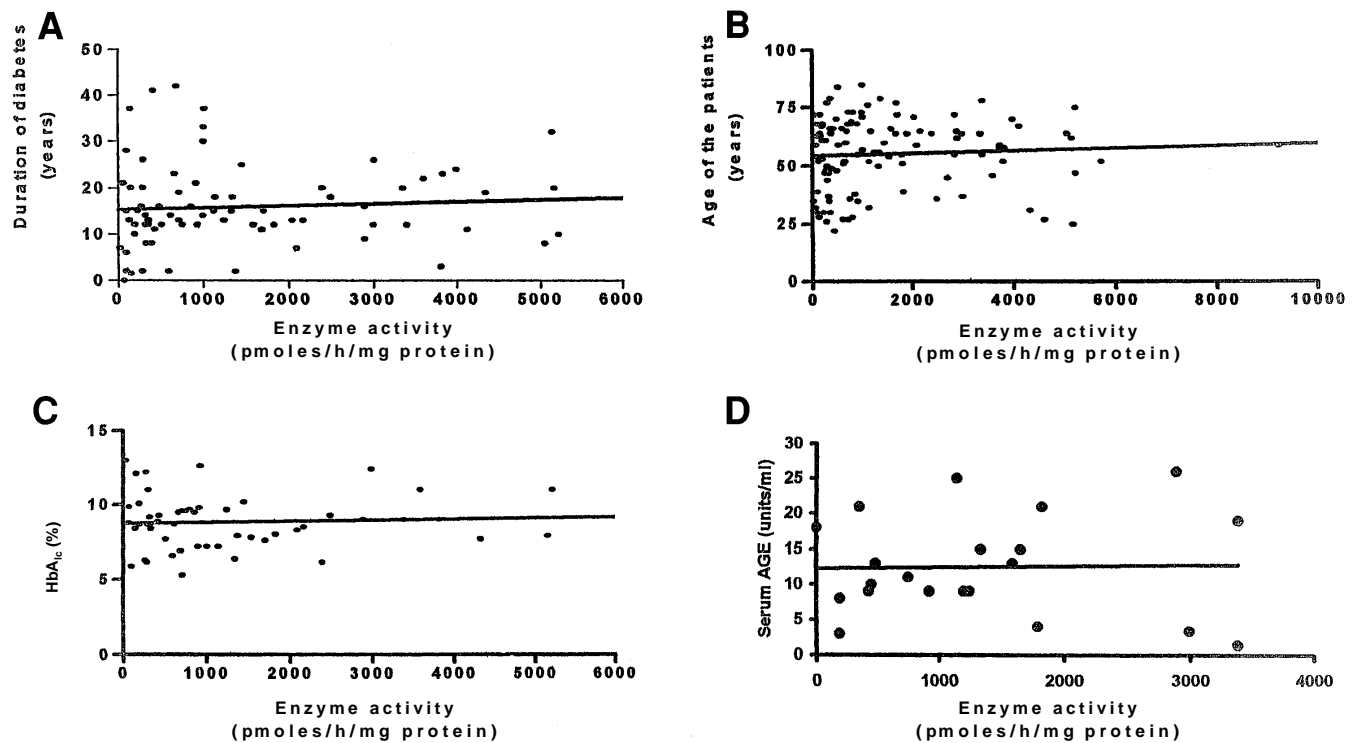 A
Duration of diabetes
(years)
50
40
30
20
10
0
0 1000 2000 3000 4000 5000 6000
Enzyme activity
(pmoles/h/mg protein)
B
Age of the patients
(years)
100
75
50
25
0
0 2000 4000 6000 8000 10000
Enzyme activity
(pmoles/h/mg protein)
C
HbA1c (%)
15
10
5
0
0 1000 2000 3000 4000 5000 6000
Enzyme activity
(pmoles/h/mg protein)
D
Serum AGE (units/ml)
30
25
20
15
10
5
0
0 1000 2000 3000 4000
Enzyme activity
(pmoles/h/mg protein)